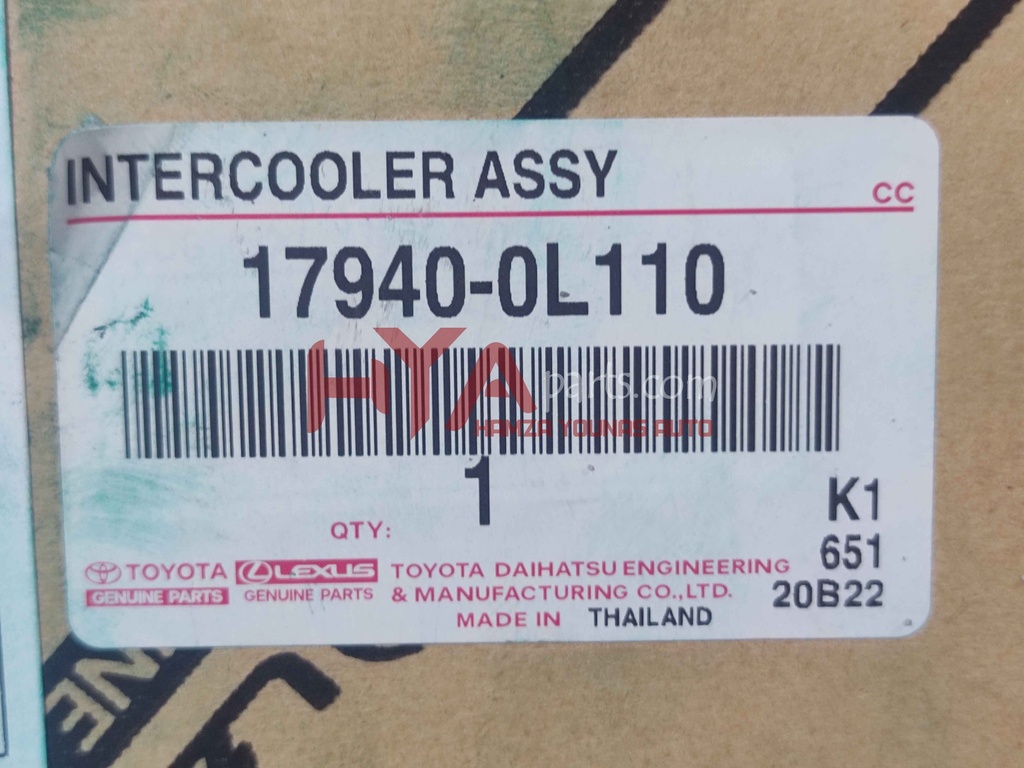 INTERCOOLER ASSY
CC
17940-0L110
HYA parts.com
HAMZA YOUNAS AUTO
1
QTY:
K1
651
TOYOTA LEXUS TOYOTA DAIHATSU ENGINEERING
GENUINE PARTS GENUINE PARTS & MANUFACTURING CO.,LTD. 20B22
MADE IN THAILAND